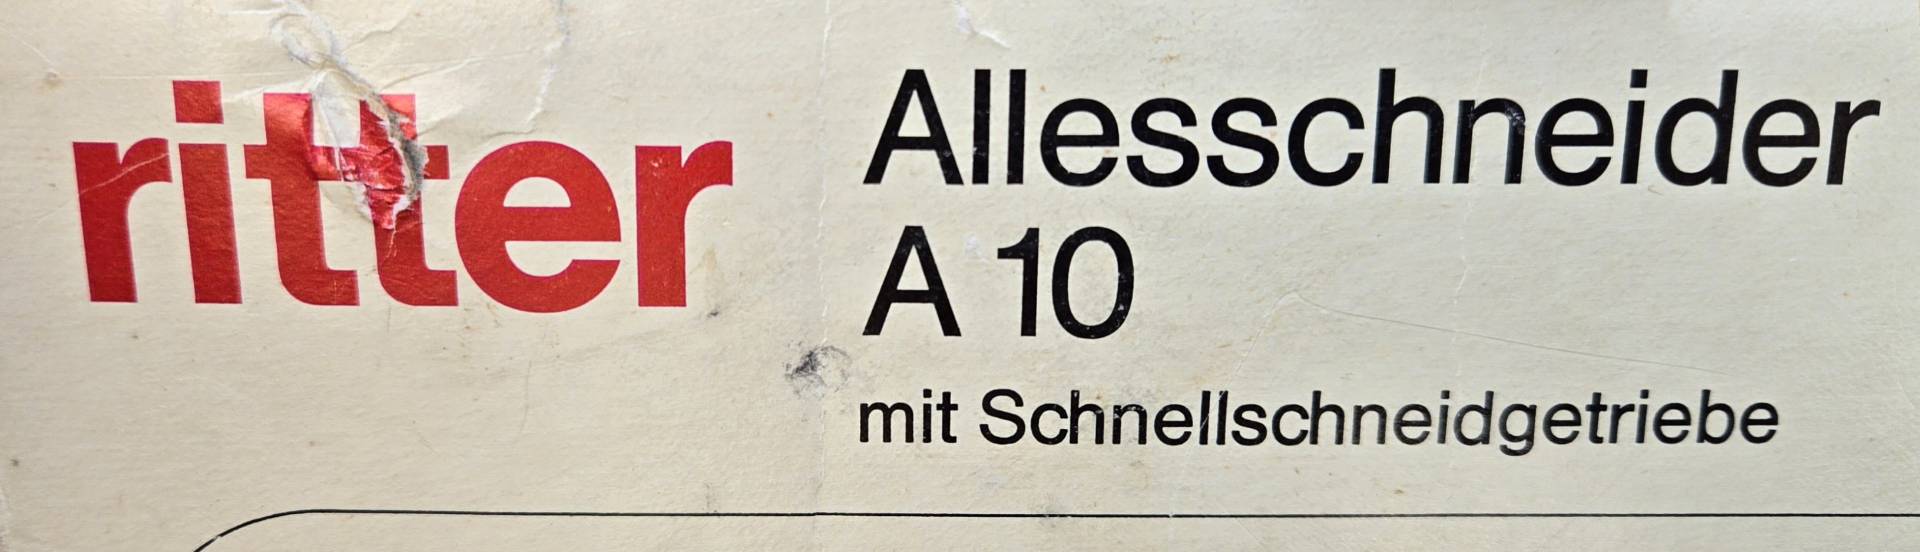 ritter
Allesschneider
A 10
mit Schnellschneidgetriebe